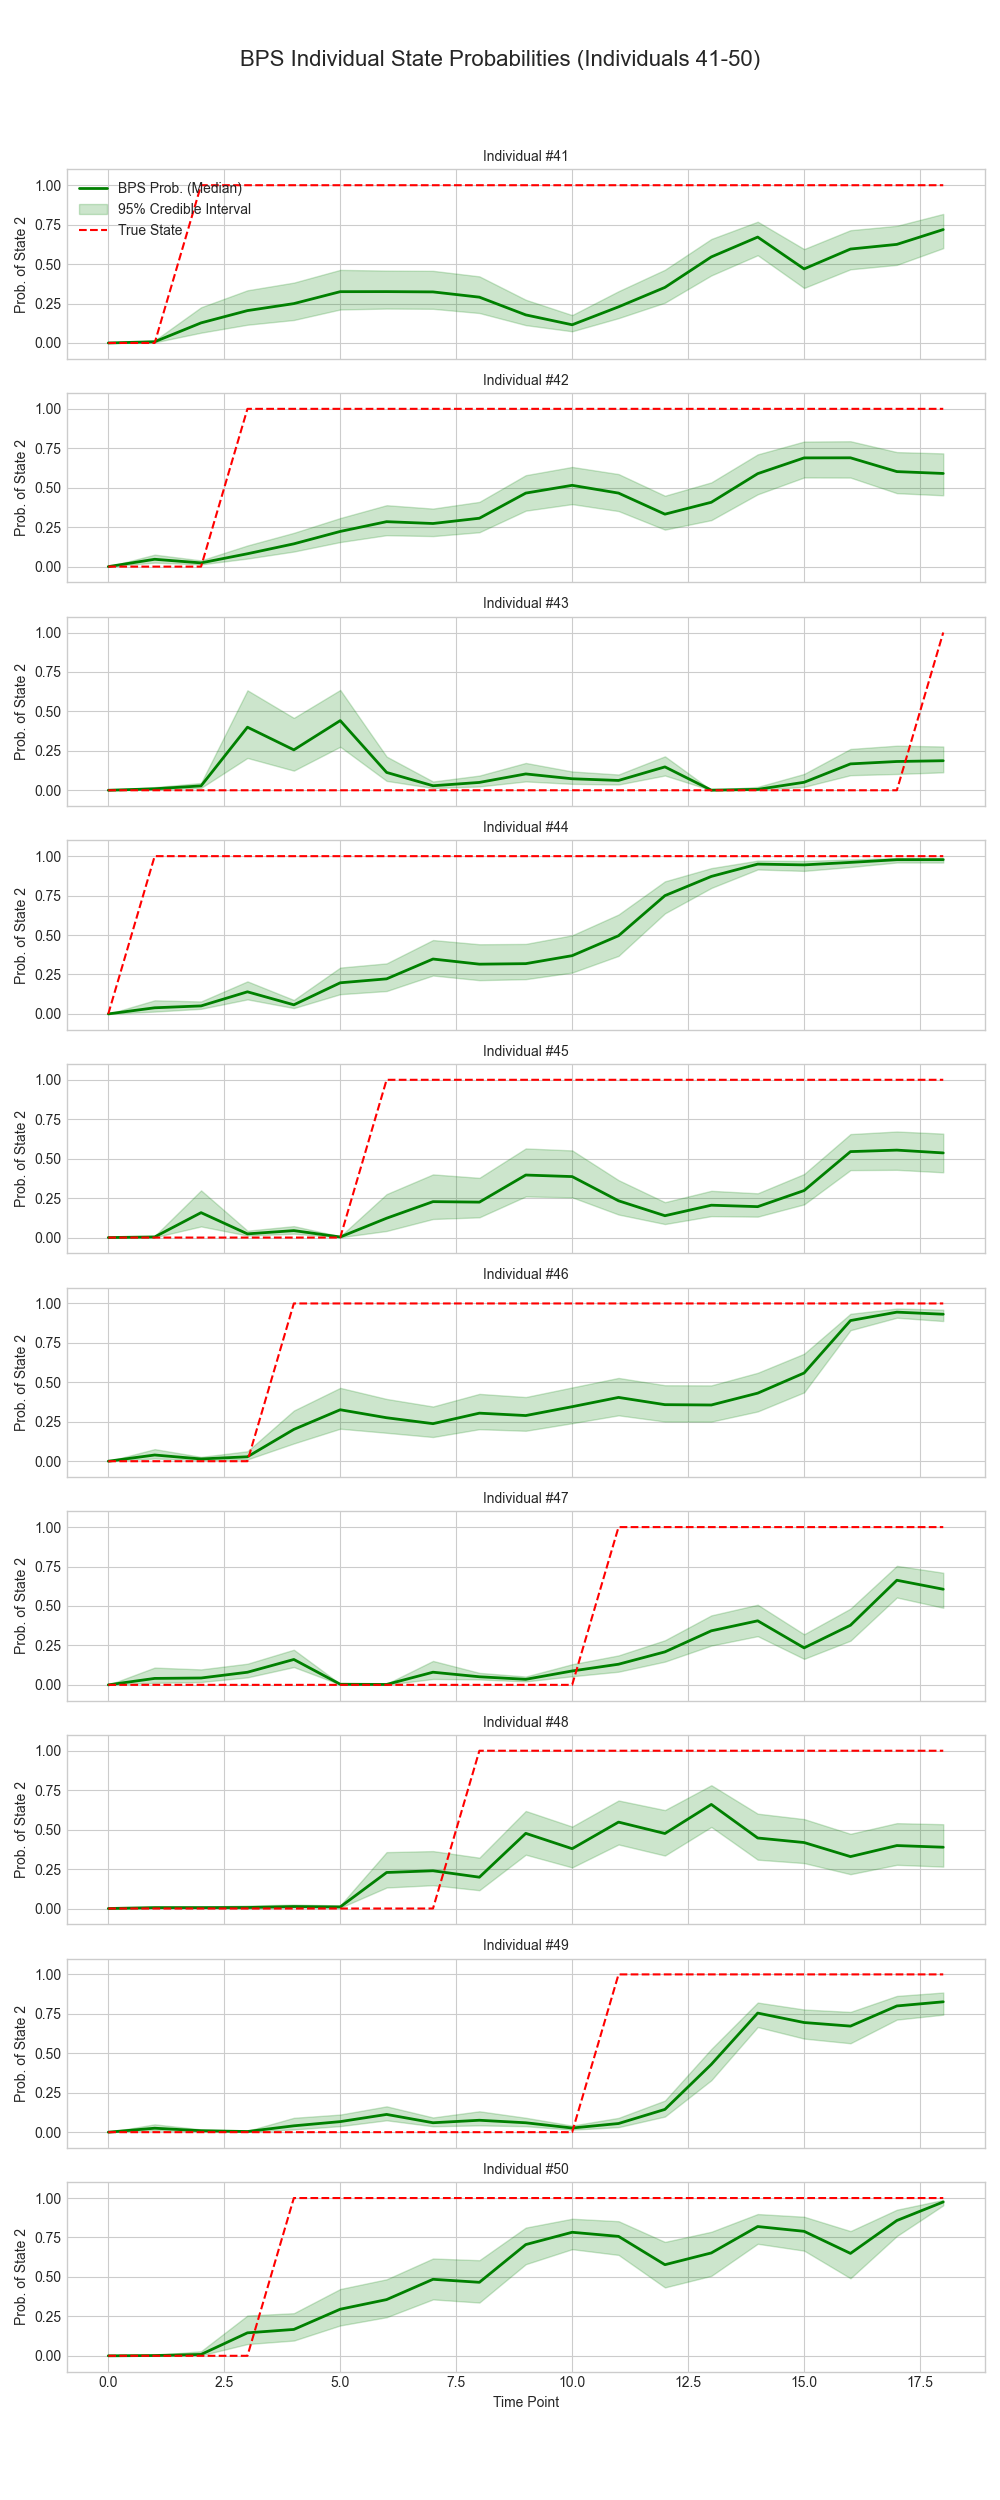 BPS Individual State Probabilities (Individuals 41-50)
Individual #41
1.00
0.75
0.50
0.25
0.00
Prob. of State 2
BPS Prob. (Median)
95% Credible Interval
True State
Individual #42
1.00
0.75
0.50
0.25
0.00
Prob. of State 2
Individual #43
1.00
0.75
0.50
0.25
0.00
Prob. of State 2
Individual #44
1.00
0.75
0.50
0.25
0.00
Prob. of State 2
Individual #45
1.00
0.75
0.50
0.25
0.00
Prob. of State 2
Individual #46
1.00
0.75
0.50
0.25
0.00
Prob. of State 2
Individual #47
1.00
0.75
0.50
0.25
0.00
Prob. of State 2
Individual #48
1.00
0.75
0.50
0.25
0.00
Prob. of State 2
Individual #49
1.00
0.75
0.50
0.25
0.00
Prob. of State 2
Individual #50
1.00
0.75
0.50
0.25
0.00
Prob. of State 2
0.0 2.5 5.0 7.5 10.0 12.5 15.0 17.5
Time Point